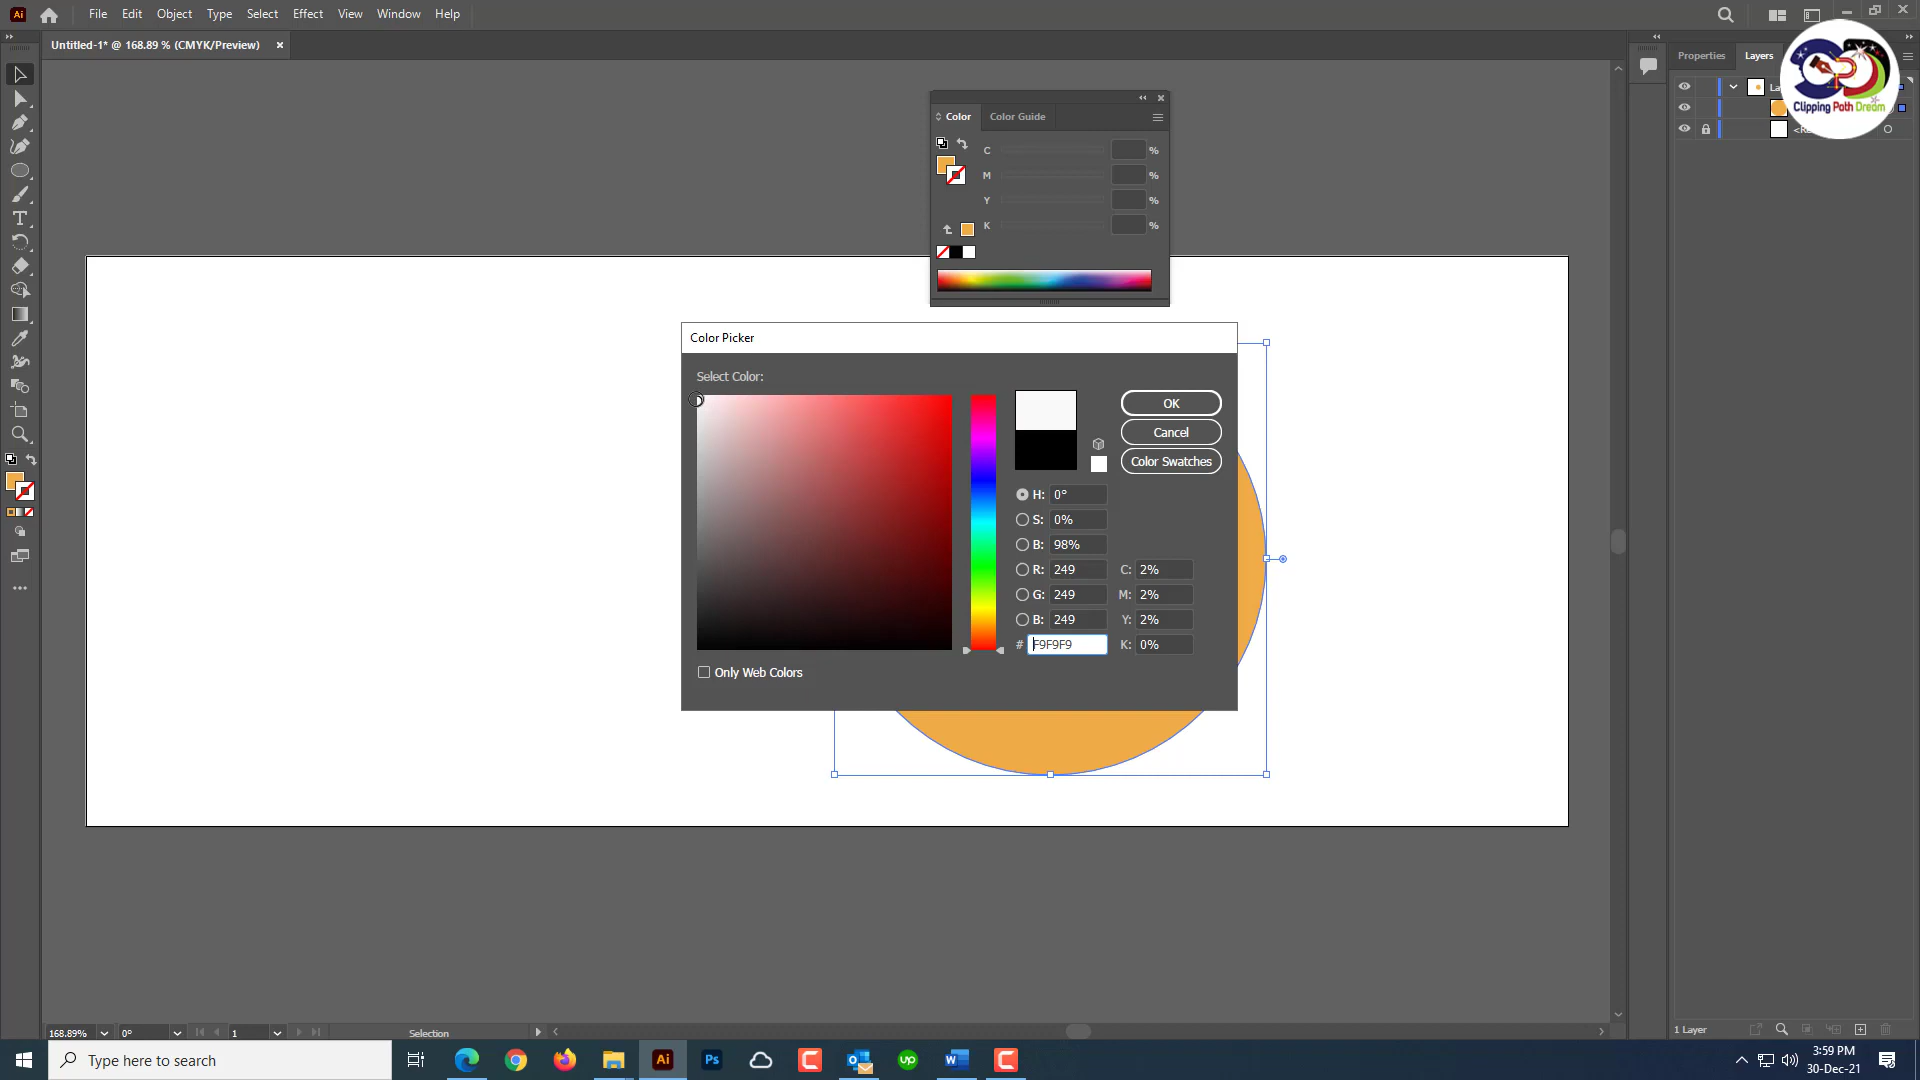 Ai
File Edit Object Type Select Effect View Window Help
Untitled-1* @ 168.89 % (CMYK/Preview) ×
Properties Layers
Clipping Path Dream
Color Color Guide
C %
M %
Y %
K %
Color Picker
Select Color:
OK
Cancel
Color Swatches
H: 0°
S: 0%
B: 98%
R: 249 C: 2%
G: 249 M: 2%
B: 249 Y: 2%
# F9F9F9 K: 0%
Only Web Colors
168.89% 0° 1 Selection
1 Layer
Type here to search
Ai Ps up
3:59 PM
30-Dec-21